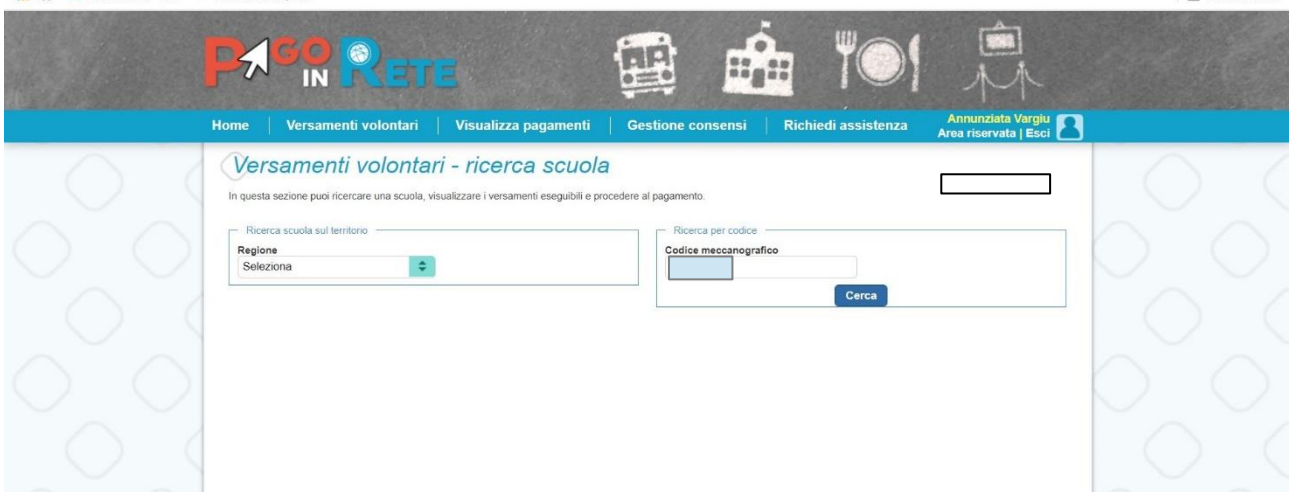 PAGO
IN RETE
Home | Versamenti volontari | Visualizza pagamenti | Gestione consensi | Richiedi assistenza
Annunziata Vargiu
Area riservata | Esci
Versamenti volontari - ricerca scuola
In questa sezione puoi ricercare una scuola, visualizzare i versamenti eseguibili e procedere al pagamento.
Ricerca scuola sul territorio
Regione
Seleziona
Ricerca per codice
Codice meccanografico
Cerca